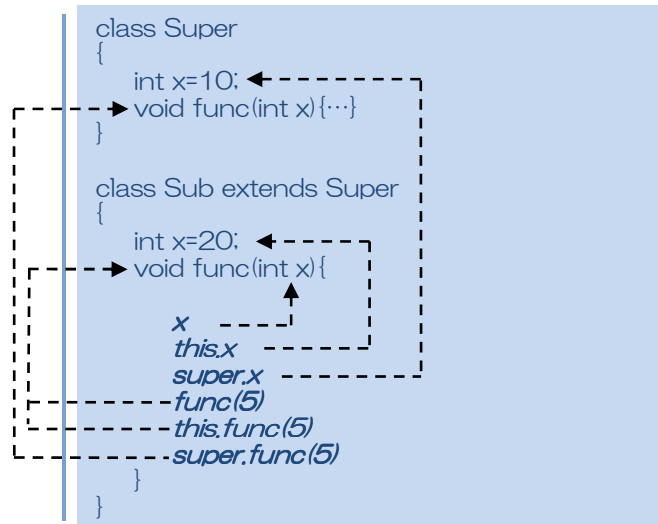 class Super
{
int x=10;
void func(int x){⋯}
}
class Sub extends Super
{
int x=20;
void func(int x){
x
this.x
super.x
func(5)
this.func(5)
super.func(5)
}
}